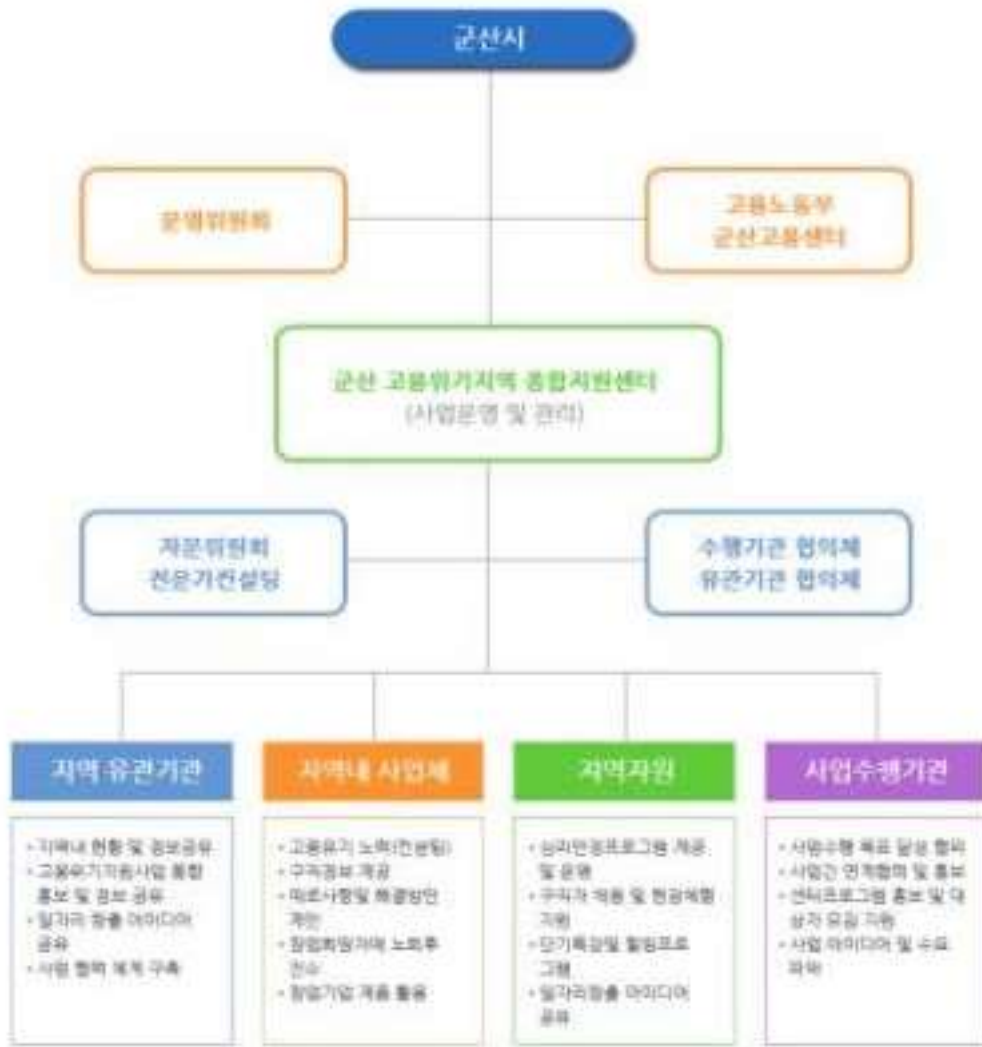 군산시
운영위원회
고용노동부
군산고용센터
군산 고용위기지역 종합지원센터
(사업운영 및 관리)
자문위원회
전문가컨설팅
수행기관 협의체
유관기관 협의체
지역 유관기관
• 지역내 현황 및 정보공유
• 고용위기지원사업 통합
홍보 및 정보 공유
• 일자리 창출 아이디어
공유
• 사업 협력 체계 구축
지역내 사업체
• 고용유지 노력(컨설팅)
• 구직정보 제공
• 애로사항및 해결방안
제안
• 창업희망자에 노하우
전수
• 창업기업 제품 활용
지역자원
• 심리안정프로그램 제공
및 운영
• 구직자 채용 및 현장체험
지원
• 단기특강및 힐링프로
그램
• 일자리창출 아이디어
공유
사업수행기관
• 사업수행 목표 달성 협의
• 사업간 연계협의 및 홍보
• 센터프로그램 홍보 및 대
상자 모집 지원
• 사업 아이디어 및 수요
파악